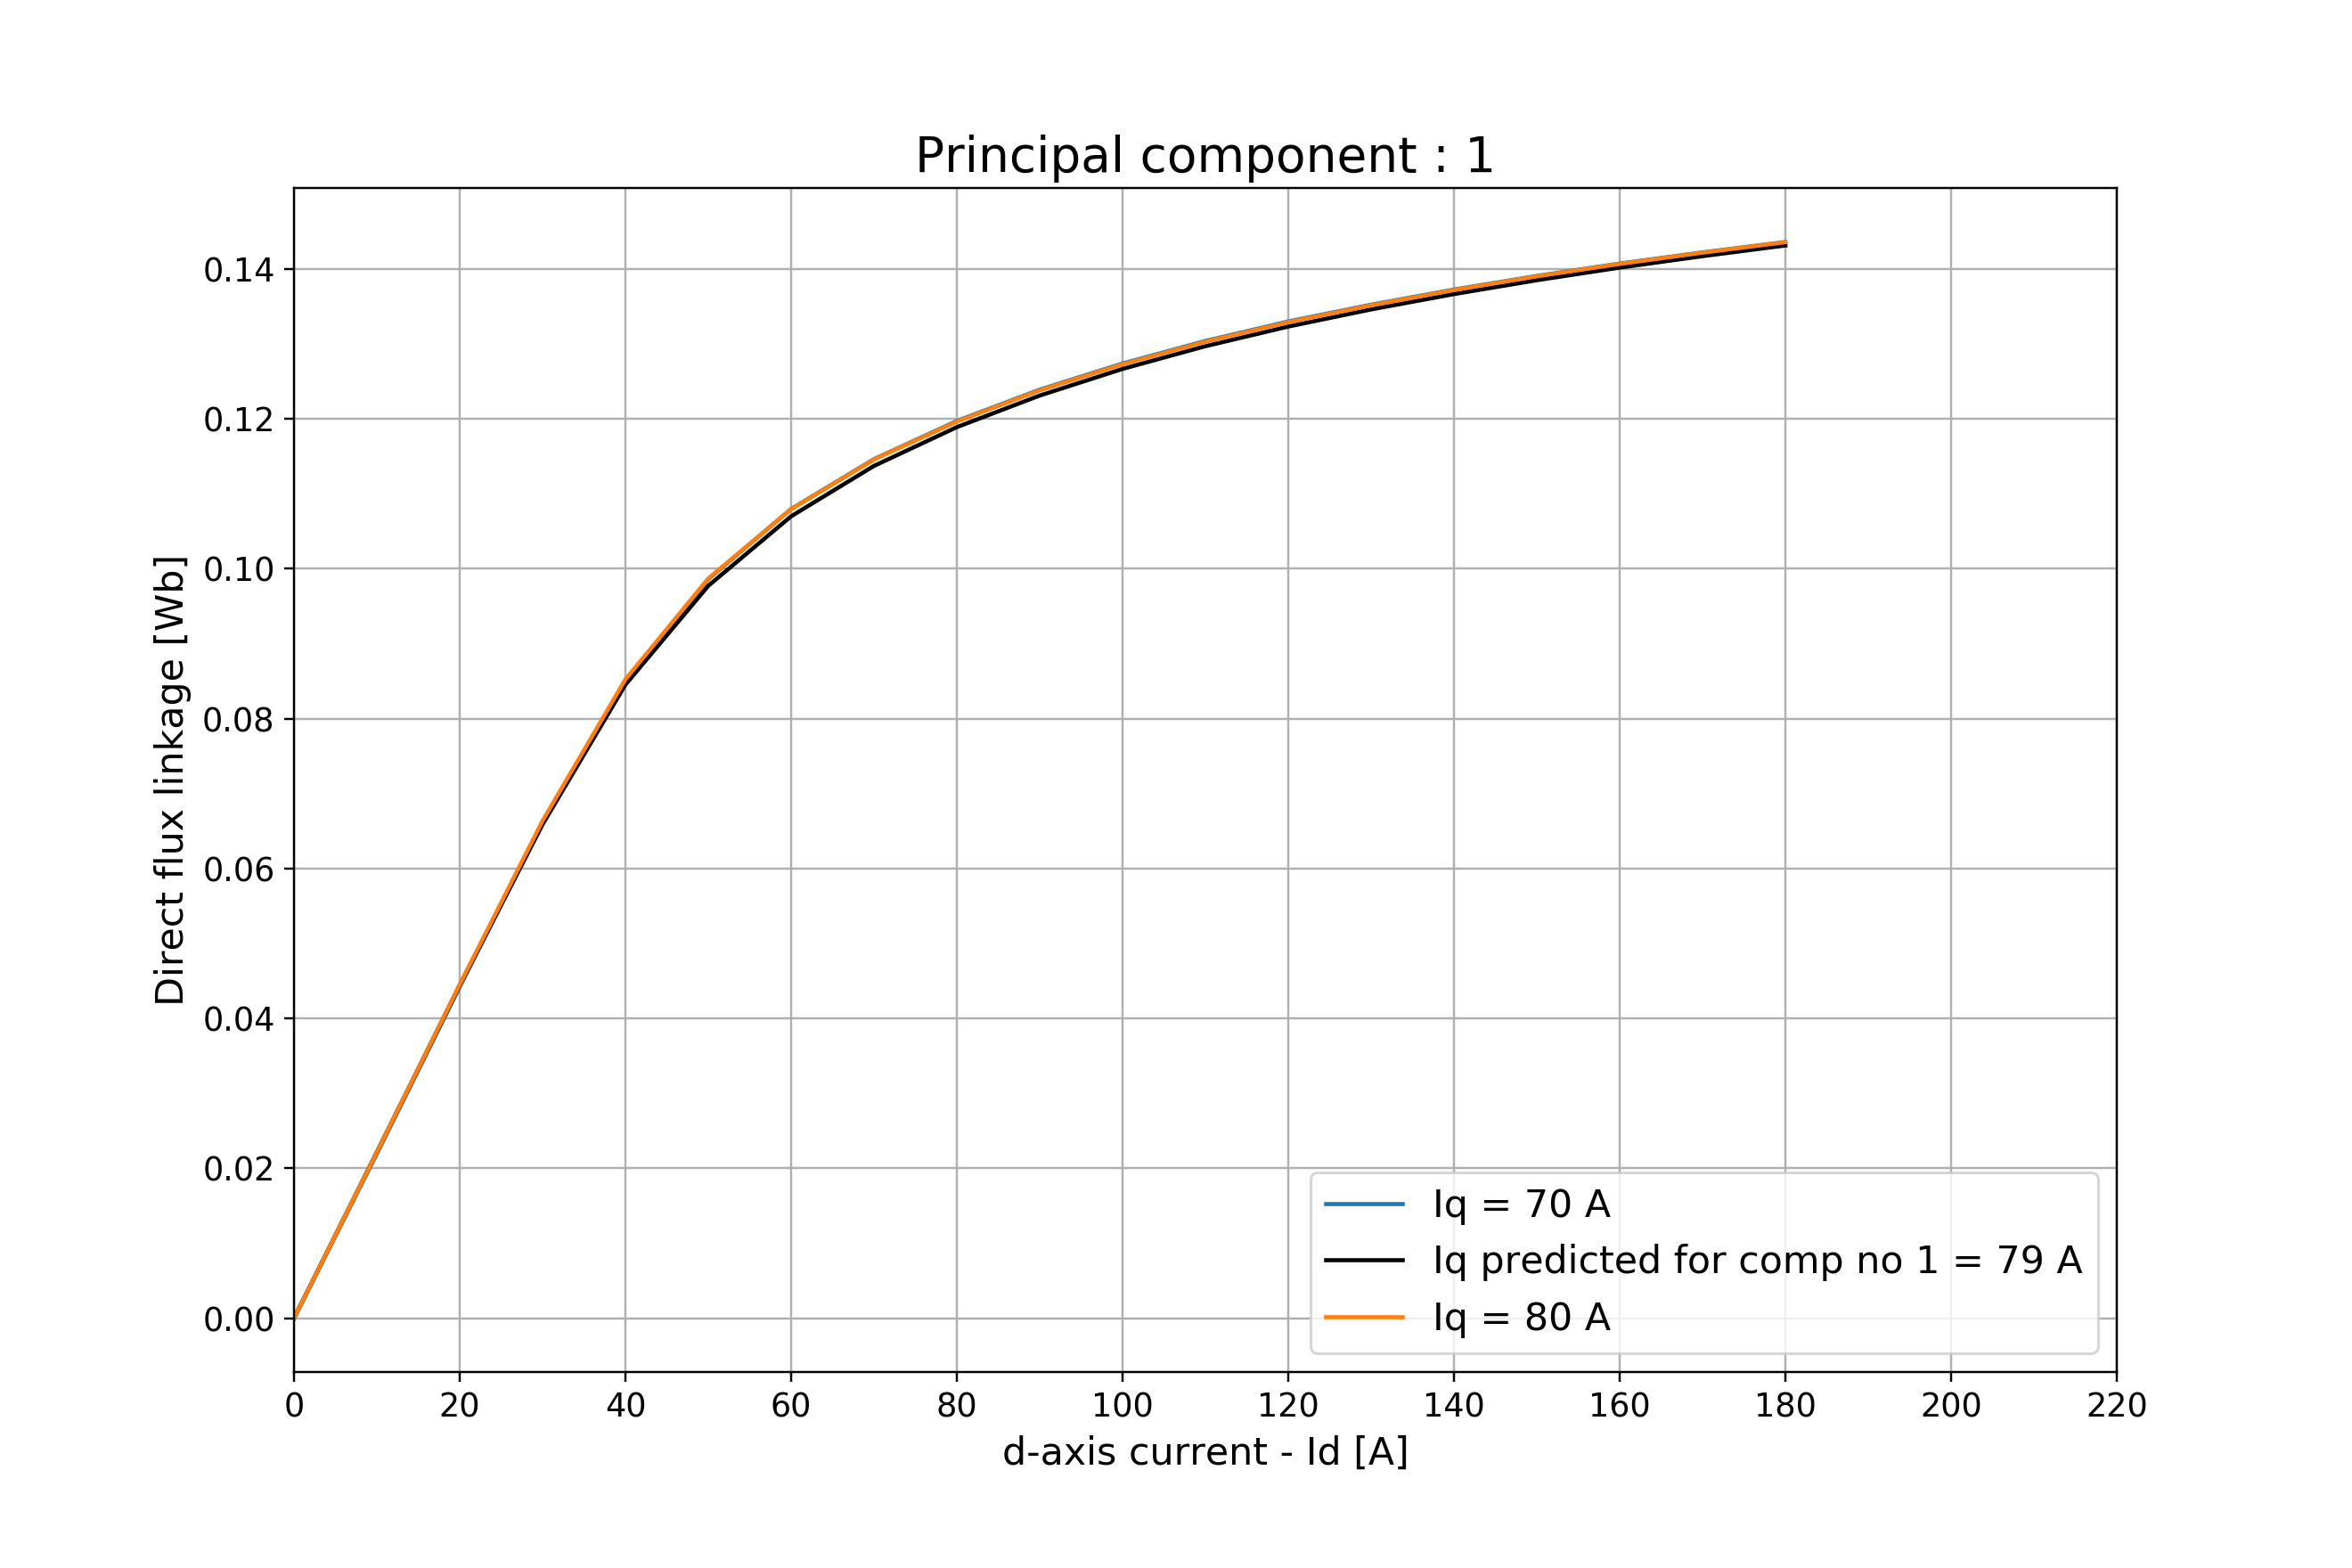 Principal component : 1
0.14
0.12
0.10
0.08
0.06
0.04
0.02
0.00
Direct flux linkage [Wb]
Iq = 70 A
Iq predicted for comp no 1 = 79 A
Iq = 80 A
0 20 40 60 80 100 120 140 160 180 200 220
d-axis current - Id [A]